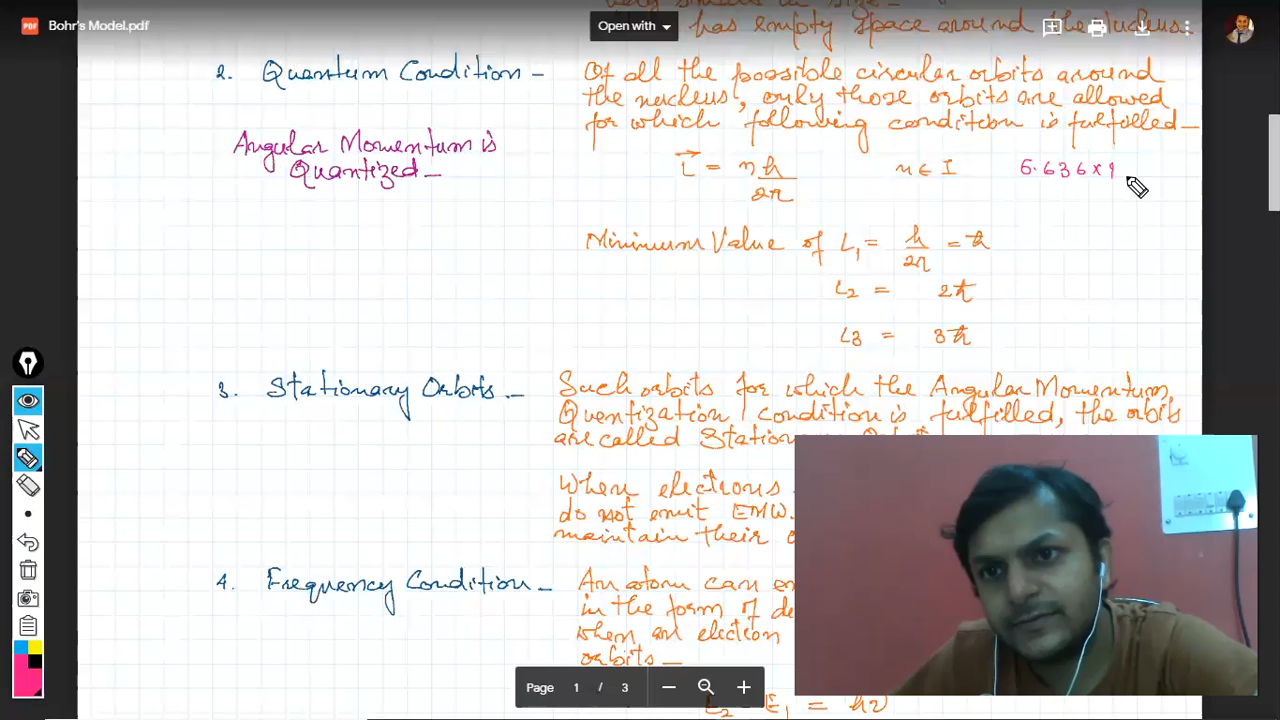 Bohr's Model.pdf
Open with
has empty space around the Nucleus.
2. Quantum Condition - Of all the possible circular orbits around
the nucleus, only those orbits are allowed
for which following condition is fulfilled -
Angular Momentum is
Quantized -
L = nh/2π n ∈ I 6.636×1
Minimum Value of L1 = h/2π = ħ
L2 = 2ħ
L3 = 3ħ
3. Stationary Orbits - Such orbits for which the Angular Momentum
Quentization condition is fulfilled, the orbits
are called Station
When electrons
do not emit EMW.
maintain their
4. Frequency Condition - An atom can em
in the form of
when an electron
orbits -
Page 1 / 3
E2 - E1 = hν